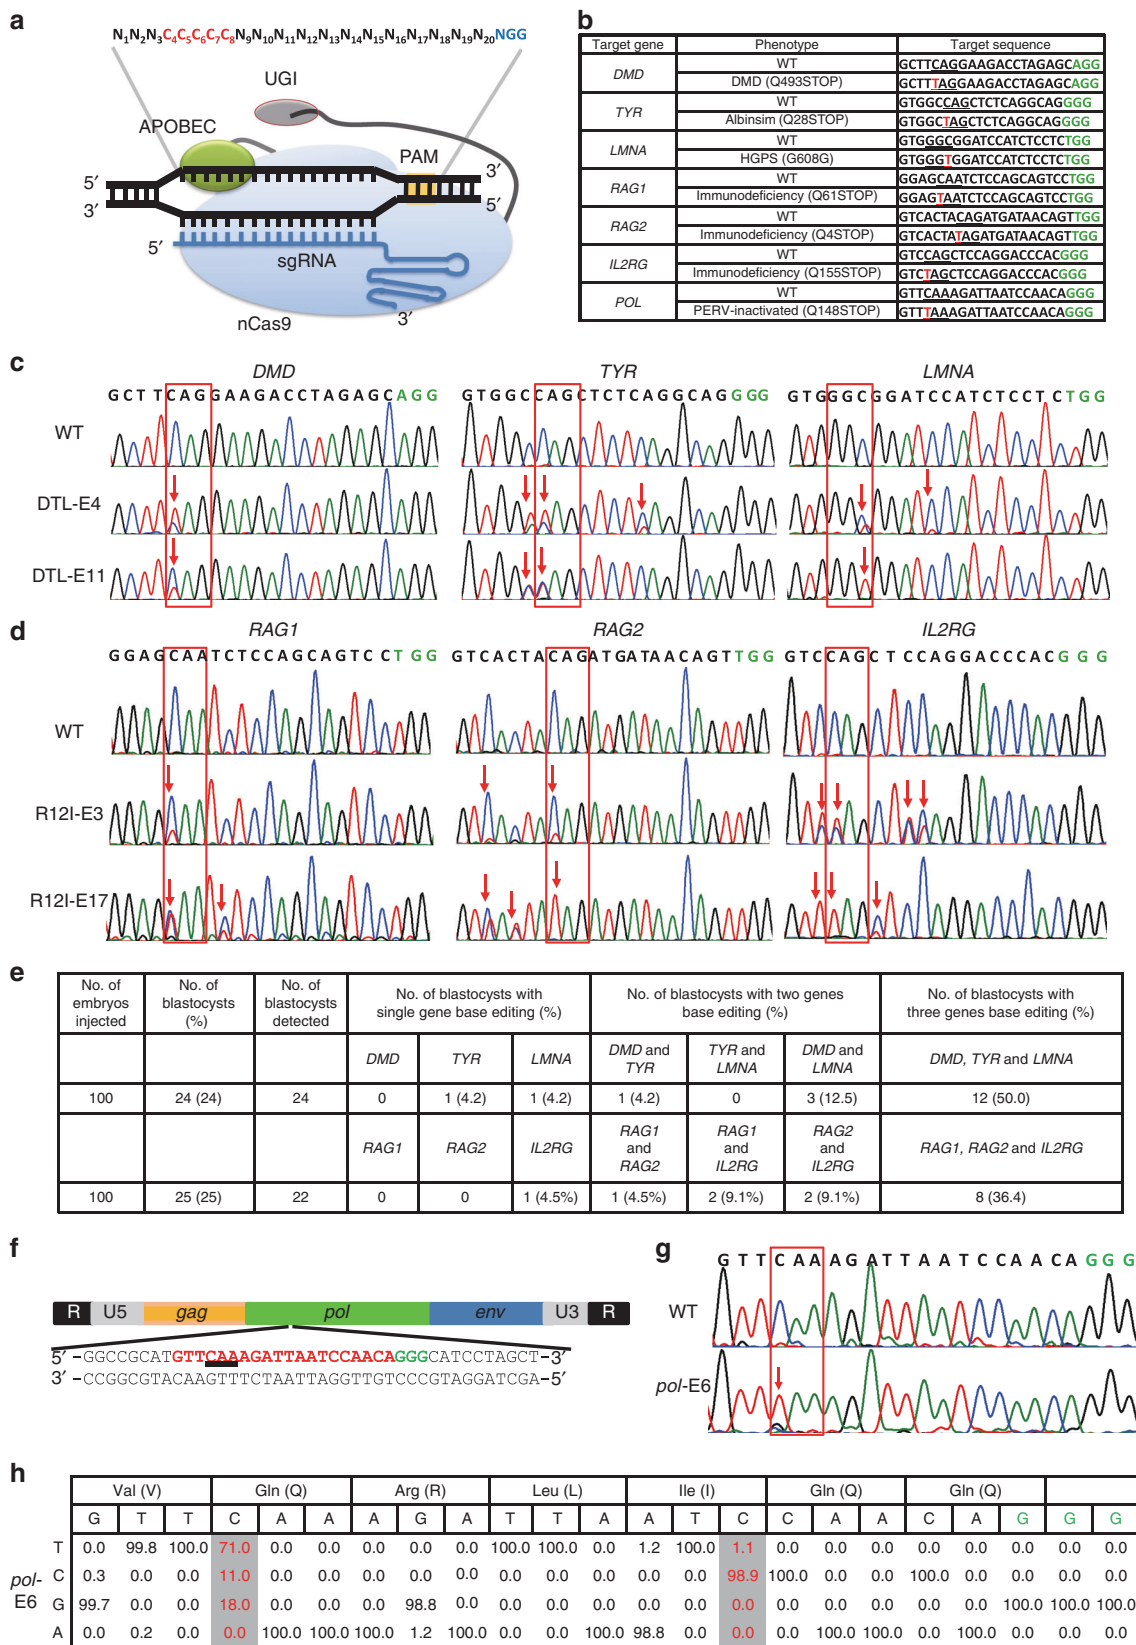 a
N1N2N3C4C5C6C7C8N9N10N11N12N13N14N15N16N17N18N19N20NGG
UGI
APOBEC
PAM
5′
3′
3′
5′
5′
sgRNA
nCas9
3′
b
Target gene Phenotype Target sequence
DMD WT GCTTCAGGAAGACCTAGAGCAGG
DMD (Q493STOP) GCTTTAGGAAGACCTAGAGCAGG
TYR WT GTGGCCAGCTCTCAGGCAGGGG
Albinsim (Q28STOP) GTGGCTAGCTCTCAGGCAGGGG
LMNA WT GTGGGCGGATCCATCTCCTCTGG
HGPS (G608G) GTGGGTGGATCCATCTCCTCTGG
RAG1 WT GGAGCAATCTCCAGCAGTCCTGG
Immunodeficiency (Q61STOP) GGAGTAATCTCCAGCAGTCCTGG
RAG2 WT GTCACTACAGATGATAACAGTTGG
Immunodeficiency (Q4STOP) GTCACTATAGATGATAACAGTTGG
IL2RG WT GTCCAGCTCCAGGACCCACGGG
Immunodeficiency (Q155STOP) GTCTAGCTCCAGGACCCACGGG
POL WT GTTCAAAGATTAATCCAACAGGG
PERV-inactivated (Q148STOP) GTTTAAAGATTAATCCAACAGGG
c
DMD TYR LMNA
GCTTCAGGAAGACCTAGAGCAGG GTGGCCAGCTCTCAGGCAGGGG GTGGGCGGATCCATCTCCTCTGG
WT
DTL-E4
DTL-E11
d
RAG1 RAG2 IL2RG
GGAGCAATCTCCAGCAGTCCTGG GTCACTACAGATGATAACAGTTGG GTCCAGCTCCAGGACCCACGGG
WT
R12I-E3
R12I-E17
e
No. of embryos injected No. of blastocysts (%) No. of blastocysts detected No. of blastocysts with single gene base editing (%) No. of blastocysts with two genes base editing (%) No. of blastocysts with three genes base editing (%)
DMD TYR LMNA DMD and TYR TYR and LMNA DMD and LMNA DMD, TYR and LMNA
100 24 (24) 24 0 1 (4.2) 1 (4.2) 1 (4.2) 0 3 (12.5) 12 (50.0)
RAG1 RAG2 IL2RG RAG1 and RAG2 RAG1 and IL2RG RAG2 and IL2RG RAG1, RAG2 and IL2RG
100 25 (25) 22 0 0 1 (4.5%) 1 (4.5%) 2 (9.1%) 2 (9.1%) 8 (36.4)
f
R U5 gag pol env U3 R
5′ -GGCCGCATGTTCAAAGATTAATCCAACAGGGCATCCTAGCT-3′
3′ -CCGGCGTACAAGTTTCTAATTAGGTTGTCCCGTAGGATCGA-5′
g
GTTCAAAGATTAATCCAACAGGG
WT
pol-E6
h
Val (V) Gln (Q) Arg (R) Leu (L) Ile (I) Gln (Q) Gln (Q)
G T T C A A A G A T T A A T C C A A C A G G G
pol-E6
T 0.0 99.8 100.0 71.0 0.0 0.0 0.0 0.0 0.0 100.0 100.0 0.0 1.2 100.0 1.1 0.0 0.0 0.0 0.0 0.0 0.0 0.0 0.0
C 0.3 0.0 0.0 11.0 0.0 0.0 0.0 0.0 0.0 0.0 0.0 0.0 0.0 0.0 98.9 100.0 0.0 0.0 100.0 0.0 0.0 0.0 0.0
G 99.7 0.0 0.0 18.0 0.0 0.0 0.0 98.8 0.0 0.0 0.0 0.0 0.0 0.0 0.0 0.0 0.0 0.0 0.0 0.0 100.0 100.0 100.0
A 0.0 0.2 0.0 0.0 100.0 100.0 100.0 1.2 100.0 0.0 0.0 100.0 98.8 0.0 0.0 0.0 100.0 100.0 0.0 100.0 0.0 0.0 0.0